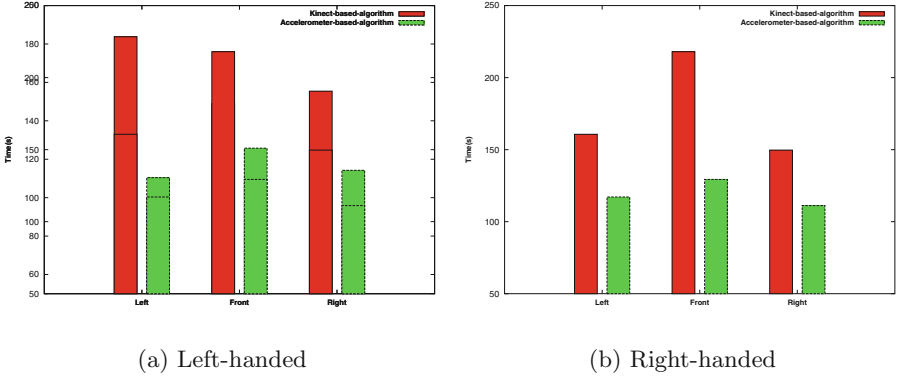 Kinect-based-algorithm
Accelerometer-based-algorithm
180
200
160
140
150
120
100
100
80
60
50
Time(s)
Left Front Right
(a) Left-handed
Kinect-based-algorithm
Accelerometer-based-algorithm
250
200
150
100
50
Time(s)
Left Front Right
(b) Right-handed